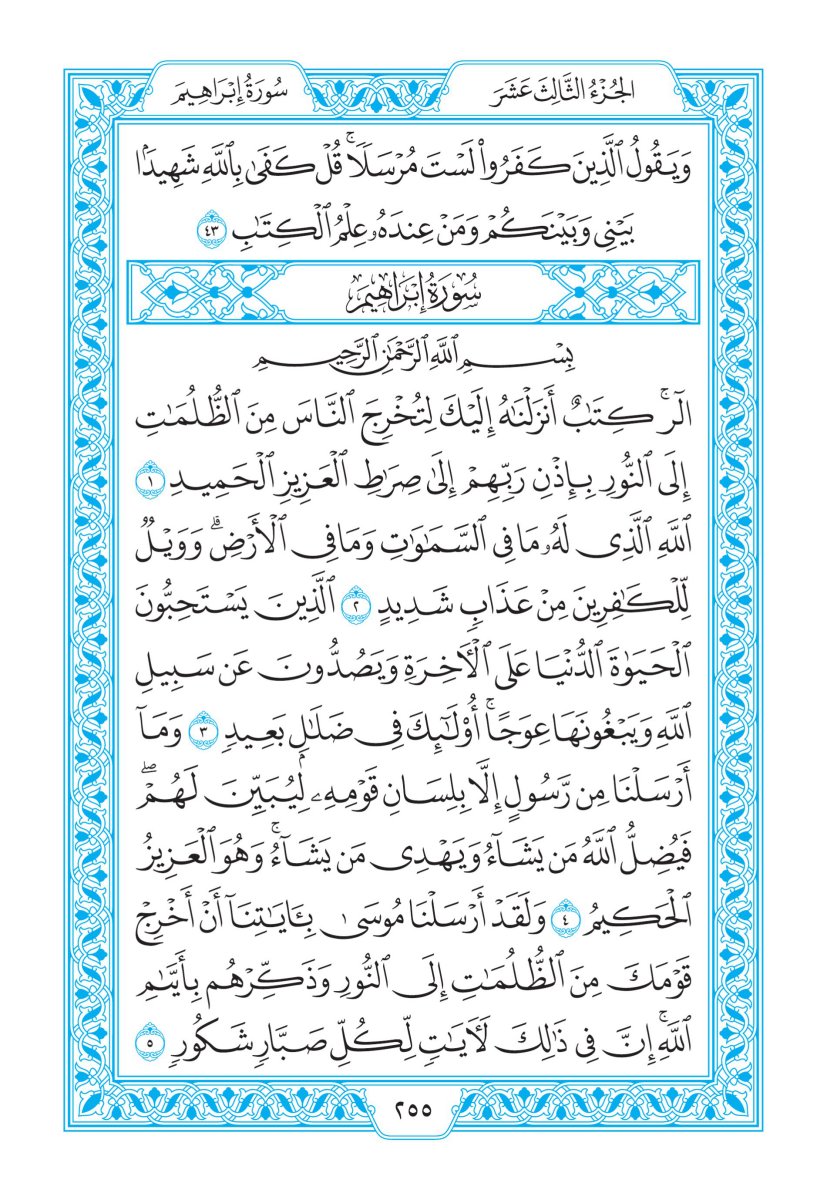 سُورَةُ إِبْرَاهِيمَ
الجُزْءُ الثَّالِثَ عَشَرَ
وَيَقُولُ ٱلَّذِينَ كَفَرُواْ لَسۡتَ مُرۡسَلٗاۚ قُلۡ كَفَىٰ بِٱللَّهِ شَهِيدَۢا
بَيۡنِي وَبَيۡنَكُمۡ وَمَنۡ عِندَهُۥ عِلۡمُ ٱلۡكِتَٰبِ ٤٣
سُورَةُ إِبْرَاهِيمَ
بِسۡمِ ٱللَّهِ ٱلرَّحۡمَٰنِ ٱلرَّحِيمِ
الٓرۚ كِتَٰبٌ أَنزَلۡنَٰهُ إِلَيۡكَ لِتُخۡرِجَ ٱلنَّاسَ مِنَ ٱلظُّلُمَٰتِ
إِلَى ٱلنُّورِ بِإِذۡنِ رَبِّهِمۡ إِلَىٰ صِرَٰطِ ٱلۡعَزِيزِ ٱلۡحَمِيدِ ١
ٱللَّهِ ٱلَّذِي لَهُۥ مَا فِي ٱلسَّمَٰوَٰتِ وَمَا فِي ٱلۡأَرۡضِۗ وَوَيۡلٞ
لِّلۡكَٰفِرِينَ مِنۡ عَذَابٖ شَدِيدٍ ٢ ٱلَّذِينَ يَسۡتَحِبُّونَ
ٱلۡحَيَوٰةَ ٱلدُّنۡيَا عَلَى ٱلۡأٓخِرَةِ وَيَصُدُّونَ عَن سَبِيلِ
ٱللَّهِ وَيَبۡغُونَهَا عِوَجًاۚ أُوْلَٰٓئِكَ فِي ضَلَٰلِۭ بَعِيدٖ ٣ وَمَآ
أَرۡسَلۡنَا مِن رَّسُولٍ إِلَّا بِلِسَانِ قَوۡمِهِۦ لِيُبَيِّنَ لَهُمۡۖ
فَيُضِلُّ ٱللَّهُ مَن يَشَآءُ وَيَهۡدِي مَن يَشَآءُۚ وَهُوَ ٱلۡعَزِيزُ
ٱلۡحَكِيمُ ٤ وَلَقَدۡ أَرۡسَلۡنَا مُوسَىٰ بِـَٔايَٰتِنَآ أَنۡ أَخۡرِجۡ
قَوۡمَكَ مِنَ ٱلظُّلُمَٰتِ إِلَى ٱلنُّورِ وَذَكِّرۡهُم بِأَيَّىٰمِ
ٱللَّهِۚ إِنَّ فِي ذَٰلِكَ لَأٓيَٰتٖ لِّكُلِّ صَبَّارٖ شَكُورٖ ٥
٢٥٥